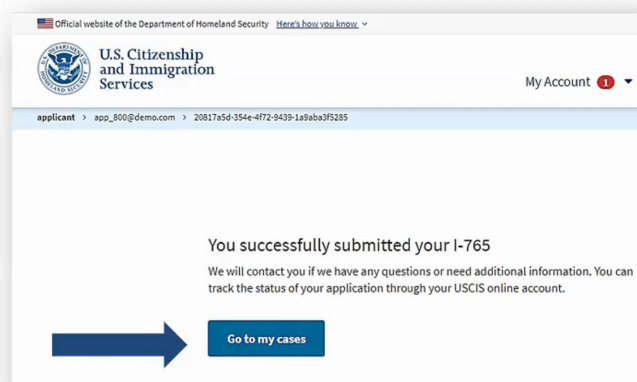 Official website of the Department of Homeland Security Here's how you know
U.S. Citizenship
and Immigration
Services
My Account 1
applicant > app_800@demo.com > 20817a5d-354e-4f72-9439-1a9aba3f5285
You successfully submitted your I-765
We will contact you if we have any questions or need additional information. You can
track the status of your application through your USCIS online account.
Go to my cases